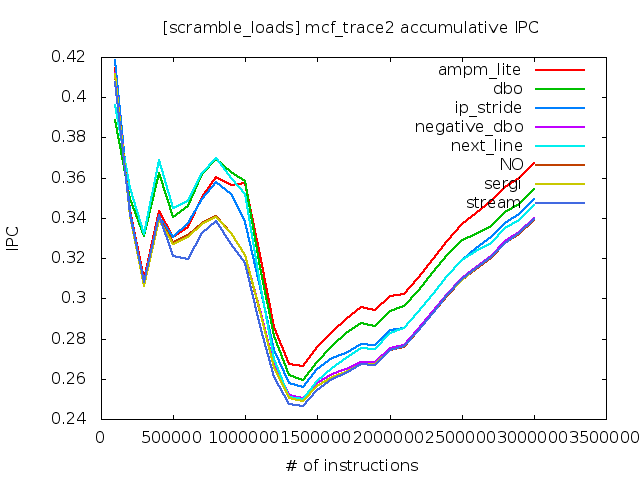 [scramble_loads] mcf_trace2 accumulative IPC
0.42
0.4
0.38
0.36
0.34
0.32
0.3
0.28
0.26
0.24
IPC
ampm_lite
dbo
ip_stride
negative_dbo
next_line
NO
sergi
stream
0 500000 1000000 1500000 2000000 2500000 3000000 3500000
# of instructions